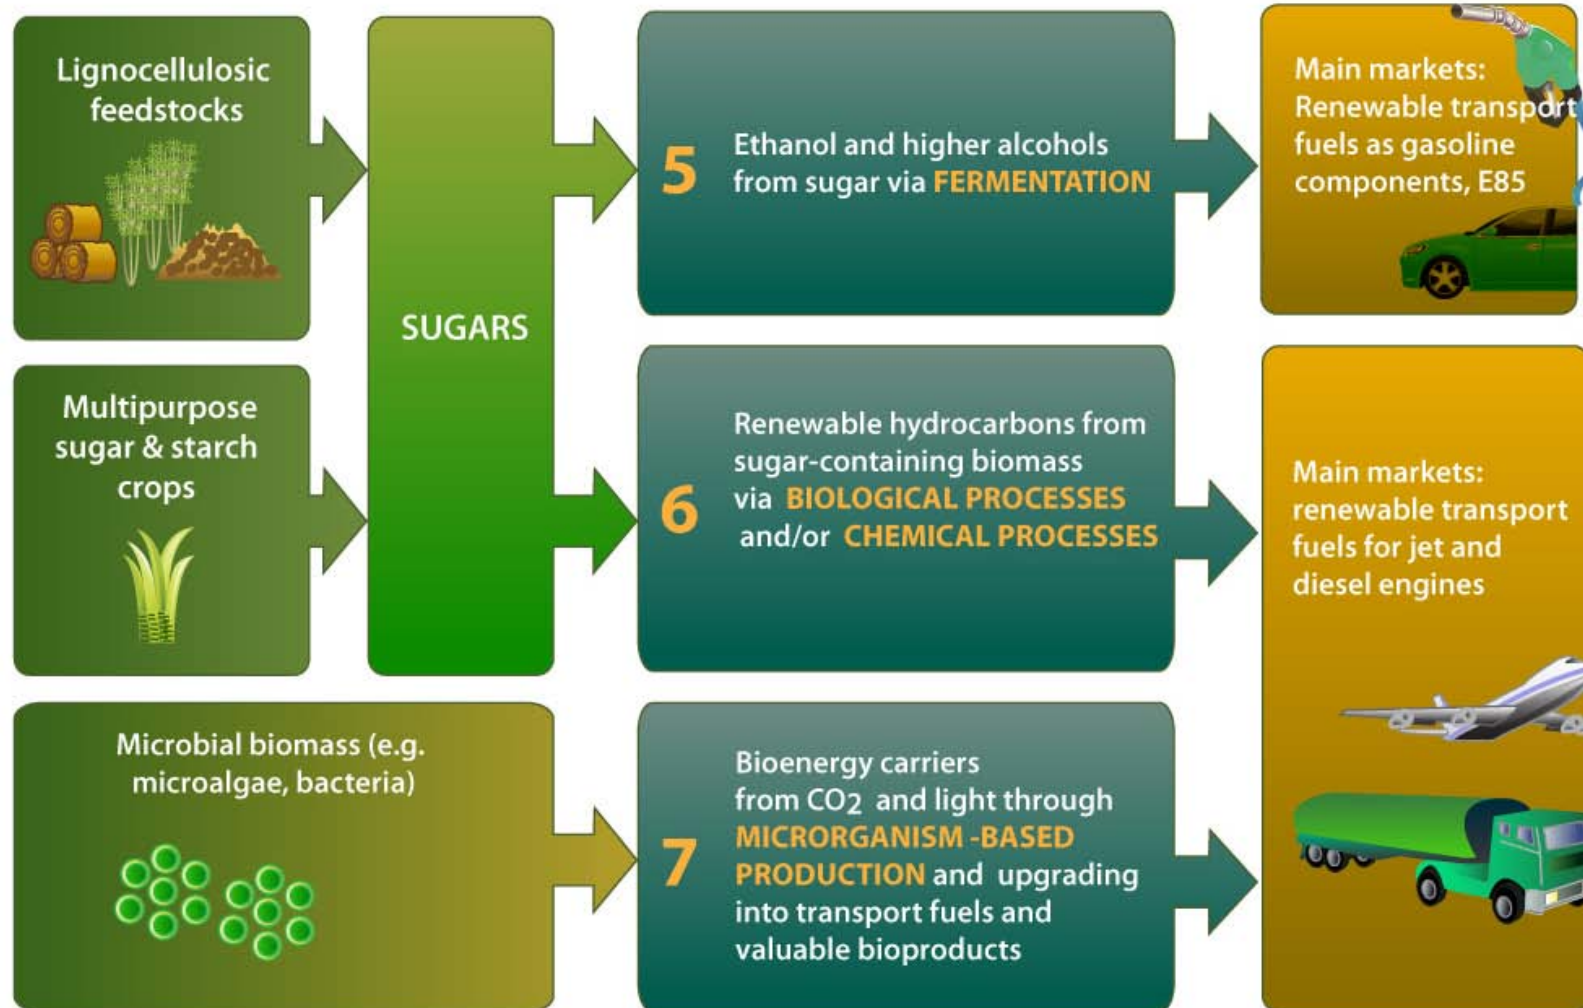 Lignocellulosic
feedstocks
SUGARS
5
Ethanol and higher alcohols
from sugar via FERMENTATION
Main markets:
Renewable transport
fuels as gasoline
components, E85
Multipurpose
sugar & starch
crops
6
Renewable hydrocarbons from
sugar-containing biomass
via BIOLOGICAL PROCESSES
and/or CHEMICAL PROCESSES
Main markets:
renewable transport
fuels for jet and
diesel engines
Microbial biomass (e.g.
microalgae, bacteria)
7
Bioenergy carriers
from CO2 and light through
MICRORGANISM -BASED
PRODUCTION and upgrading
into transport fuels and
valuable bioproducts